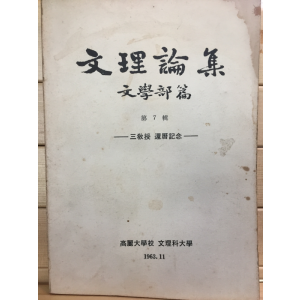 文理論集
文學部篇
第 7 輯
——三敎授 還曆記念——
高麗大學校 文理科大學
1963. 11